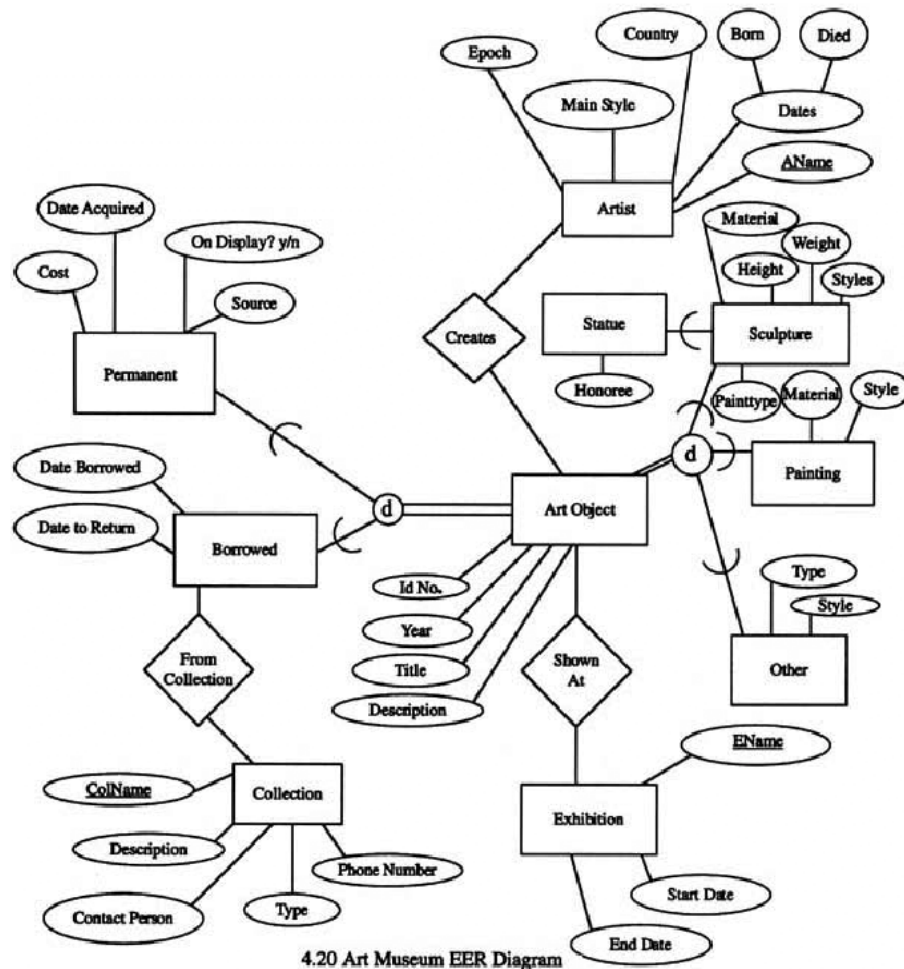 Country
Born
Died
Epoch
Main Style
Dates
AName
Artist
Date Acquired
On Display? y/n
Material
Weight
Cost
Height
Styles
Source
Statue
Sculpture
Creates
Permanent
Honoree
Painttype
Material
Style
d
Date Borrowed
Painting
d
Art Object
Date to Return
Borrowed
Id No.
Type
Style
Year
From
Collection
Title
Shown
At
Other
Description
EName
ColName
Collection
Exhibition
Description
Phone Number
Start Date
Contact Person
Type
End Date
4.20 Art Museum EER Diagram